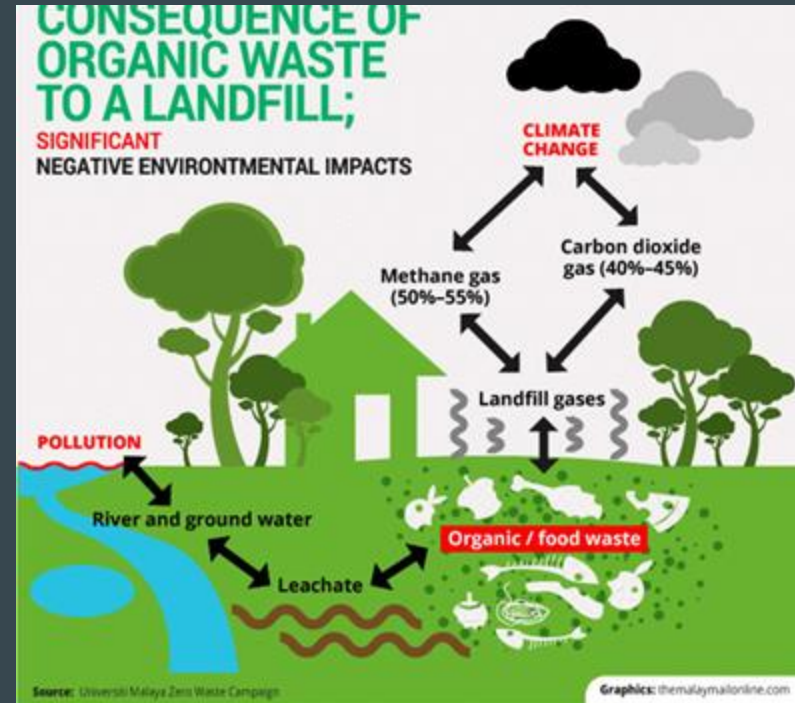 CONSEQUENCE OF
ORGANIC WASTE
TO A LANDFILL;
SIGNIFICANT
NEGATIVE ENVIRONTMENTAL IMPACTS
CLIMATE
CHANGE
Carbon dioxide
gas (40%–45%)
Methane gas
(50%–55%)
Landfill gases
POLLUTION
River and ground water
Organic / food waste
Leachate
Source: Universiti Malaya Zero Waste Campaign
Graphics: themalaymailonline.com